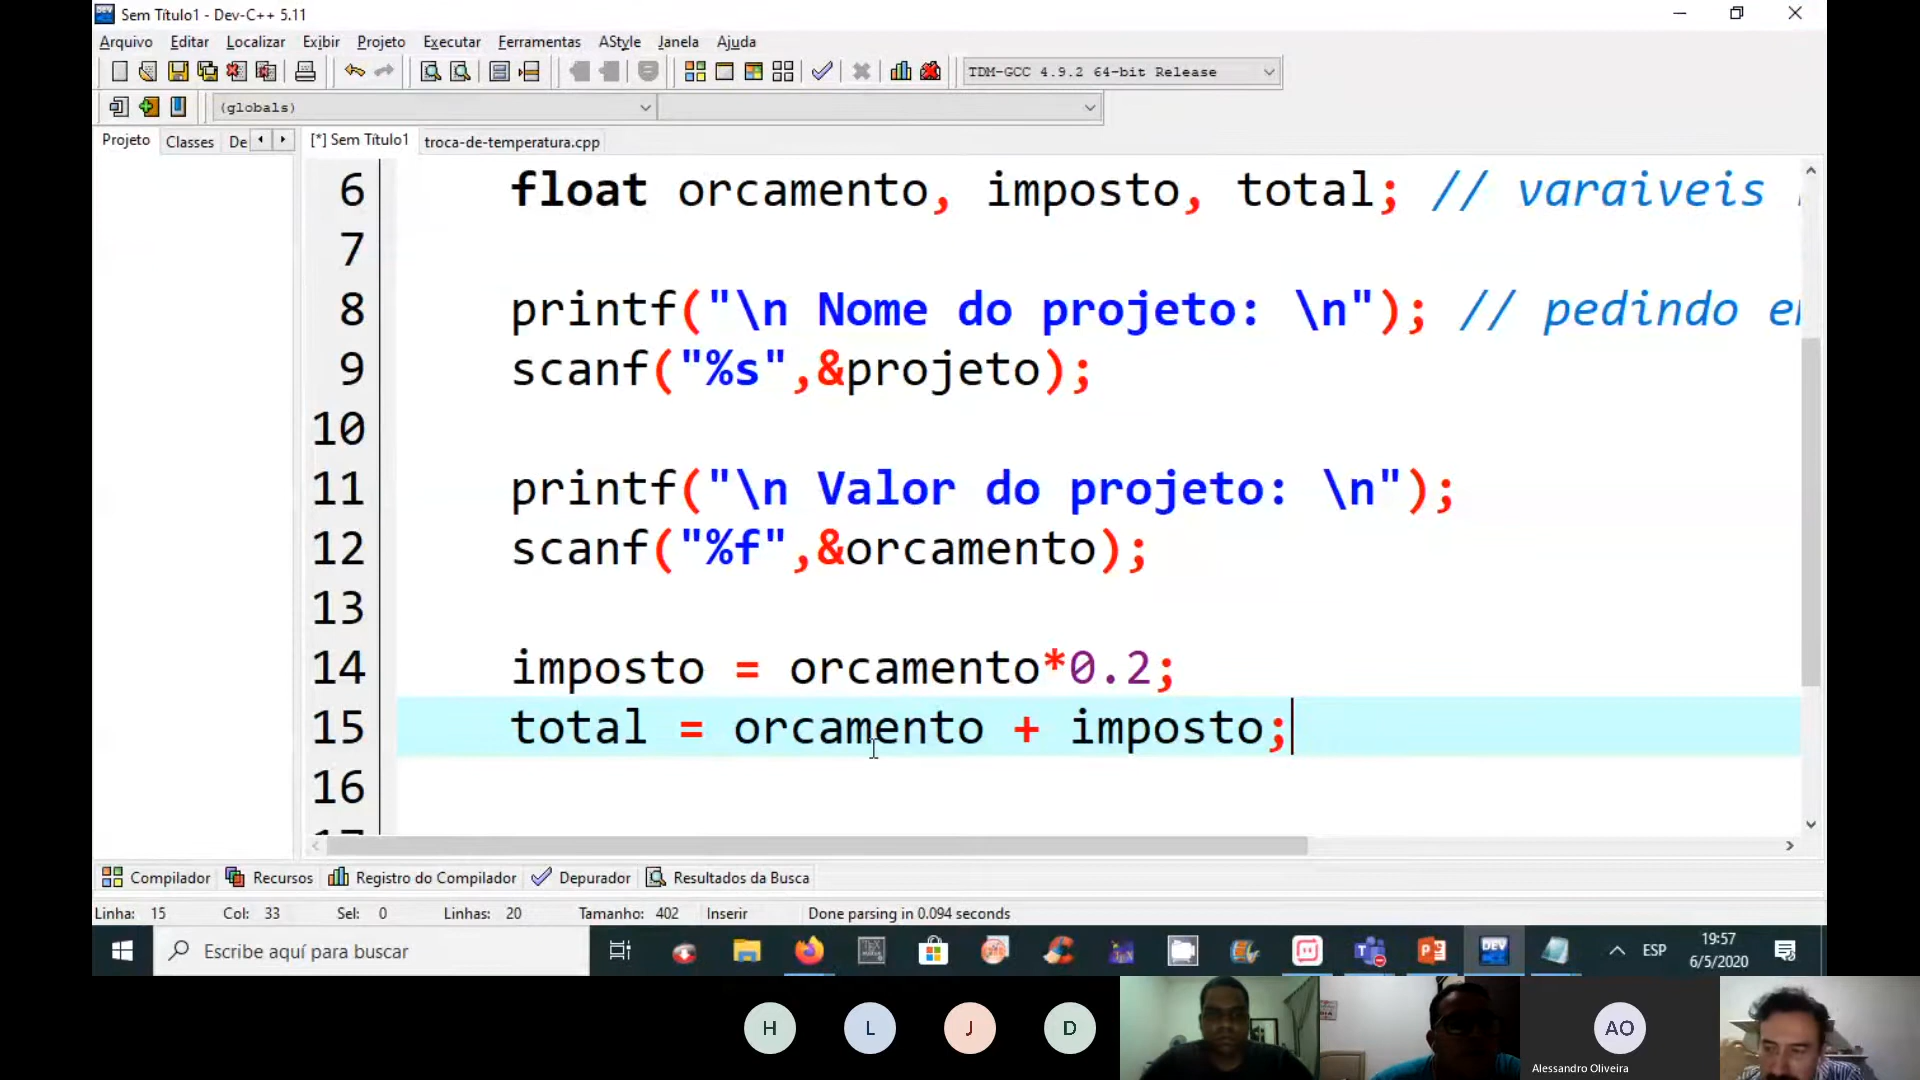 Sem Título1 - Dev-C++ 5.11
Arquivo Editar Localizar Exibir Projeto Executar Ferramentas AStyle Janela Ajuda
TDM-GCC 4.9.2 64-bit Release
(globals)
Projeto Classes De [*] Sem Título1 troca-de-temperatura.cpp
6 float orcamento, imposto, total; // varaiveis
7
8 printf("\n Nome do projeto: \n"); // pedindo
9 scanf("%s",&projeto);
10
11 printf("\n Valor do projeto: \n");
12 scanf("%f",&orcamento);
13
14 imposto = orcamento*0.2;
15 total = orcamento + imposto;
16
Compilador Recursos Registro do Compilador Depurador Resultados da Busca
Linha: 15 Col: 33 Sel: 0 Linhas: 20 Tamanho: 402 Inserir Done parsing in 0.094 seconds
Escribe aquí para buscar
DEV
ESP
19:57
6/5/2020
H L J D AO
Alessandro Oliveira